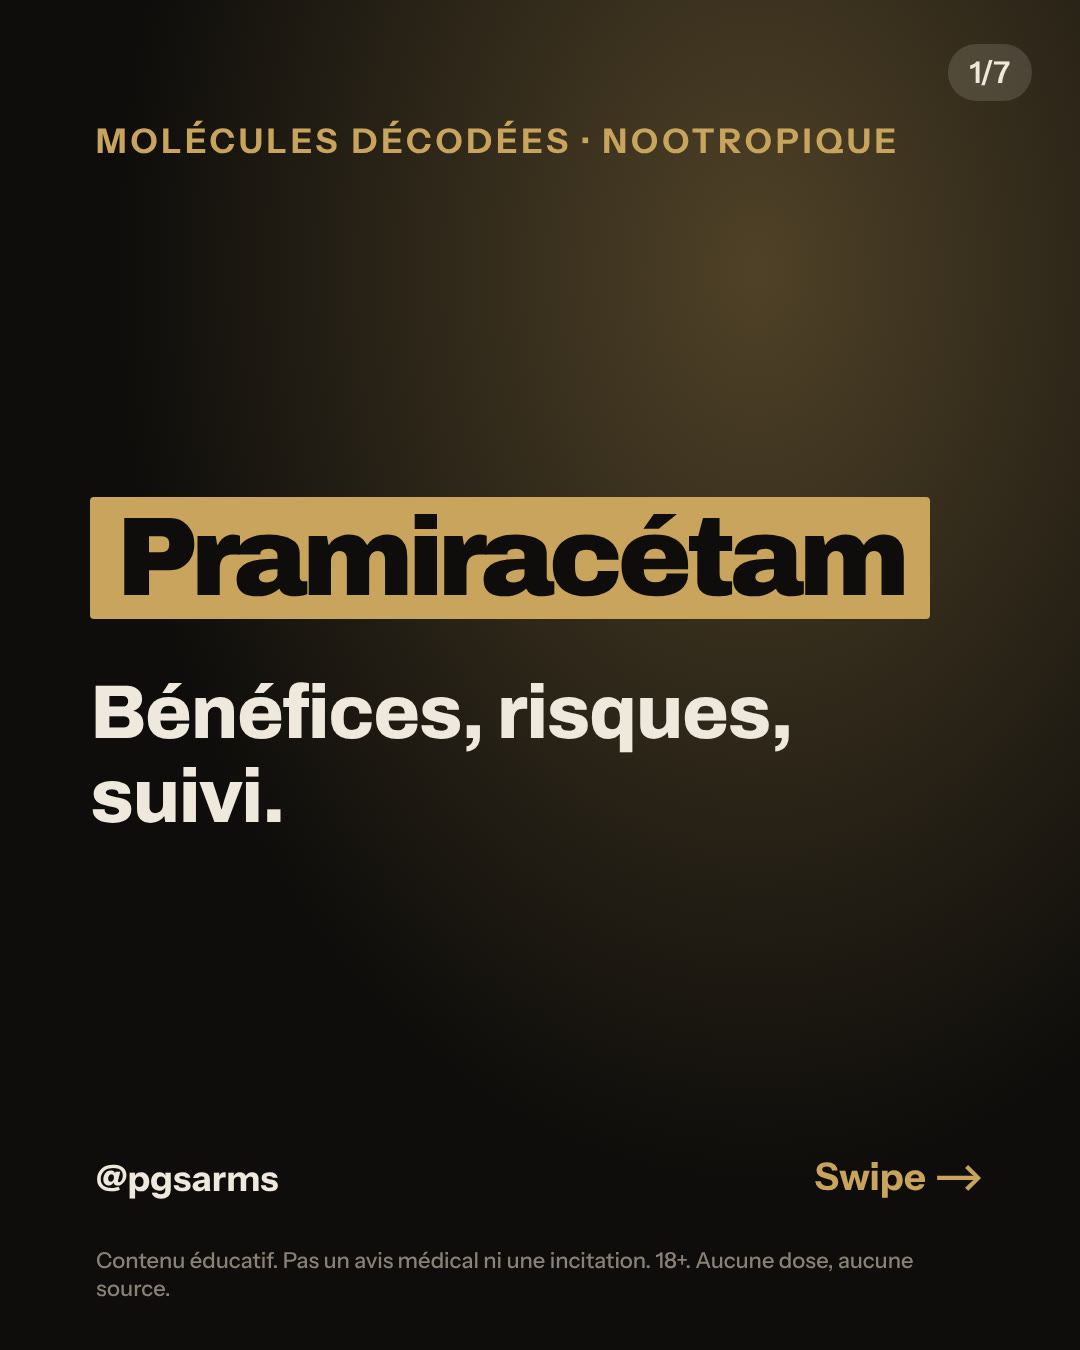 1/7
MOLÉCULES DÉCODÉES · NOOTROPIQUE
Pramiracétam
Bénéfices, risques,
suivi.
@pgsarms
Swipe →
Contenu éducatif. Pas un avis médical ni une incitation. 18+. Aucune dose, aucune
source.